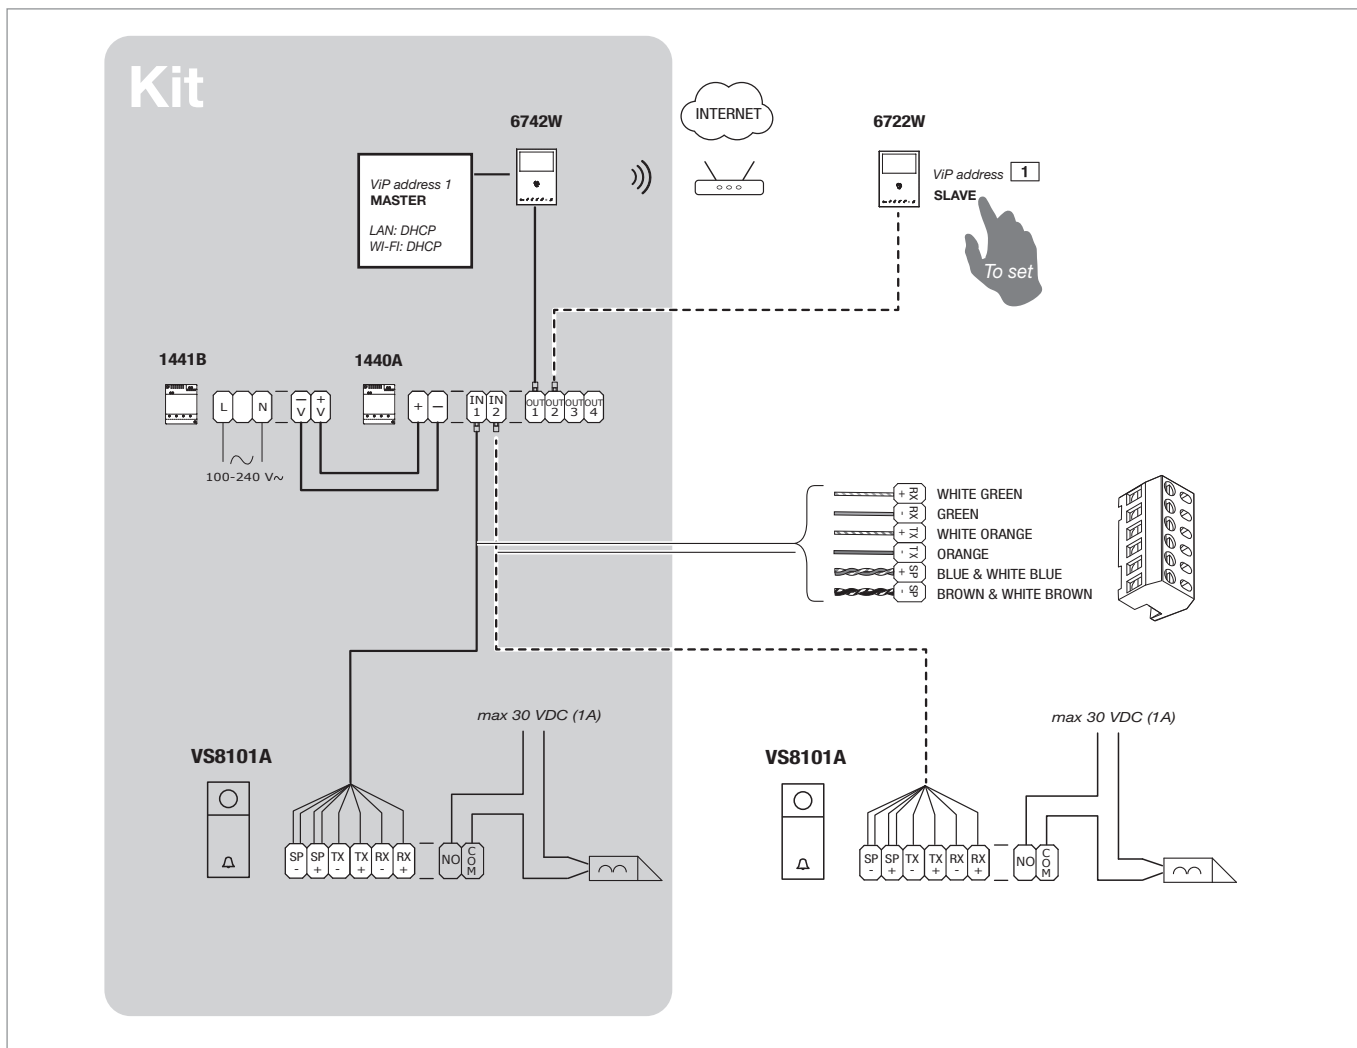 Kit
6742W
INTERNET
6722W
ViP address 1
MASTER
LAN: DHCP
WI-FI: DHCP
ViP address 1
SLAVE
To set
1441B
1440A
L N
– V + V
+ –
IN 1 IN 2
OUT 1 OUT 2 OUT 3 OUT 4
100-240 V~
+ RX WHITE GREEN
- RX GREEN
+ TX WHITE ORANGE
- TX ORANGE
+ SP BLUE & WHITE BLUE
- SP BROWN & WHITE BROWN
max 30 VDC (1A)
VS8101A
SP - SP + TX - TX + RX - RX + NO COM
max 30 VDC (1A)
VS8101A
SP - SP + TX - TX + RX - RX + NO COM